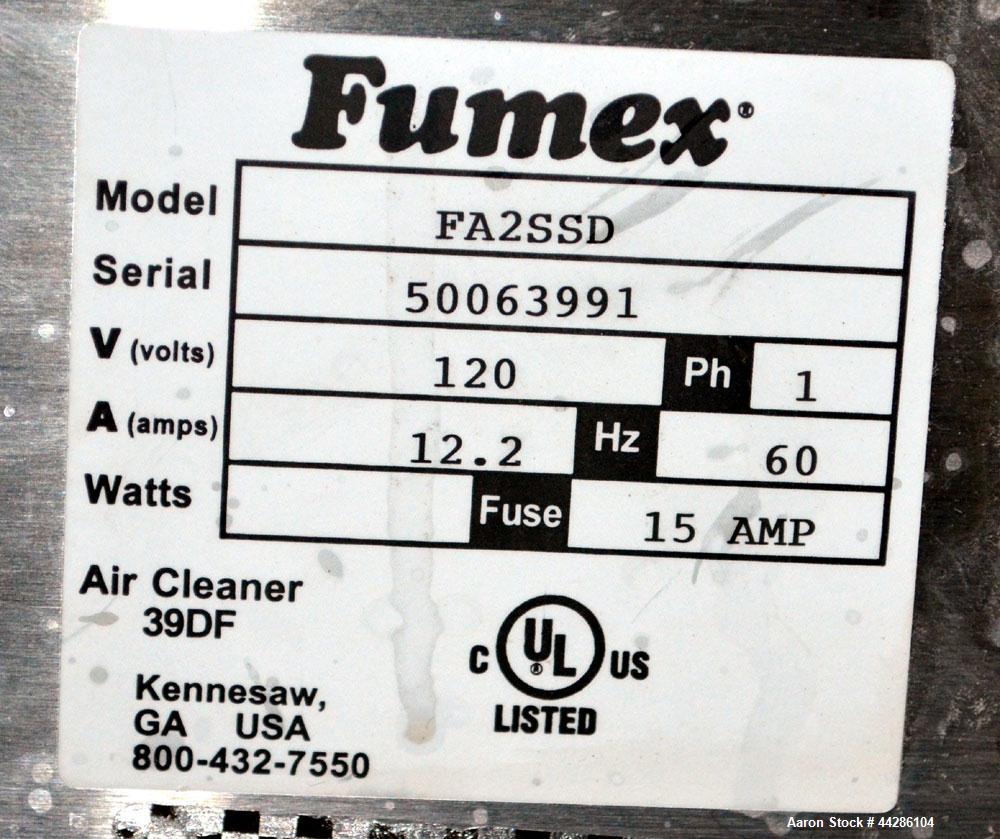 Fumex®
Model FA2SSD
Serial 50063991
V (volts) 120 Ph 1
A (amps) 12.2 Hz 60
Watts Fuse 15 AMP
Air Cleaner
39DF
C UL® US
LISTED
Kennesaw,
GA USA
800-432-7550
Aaron Stock # 44286104